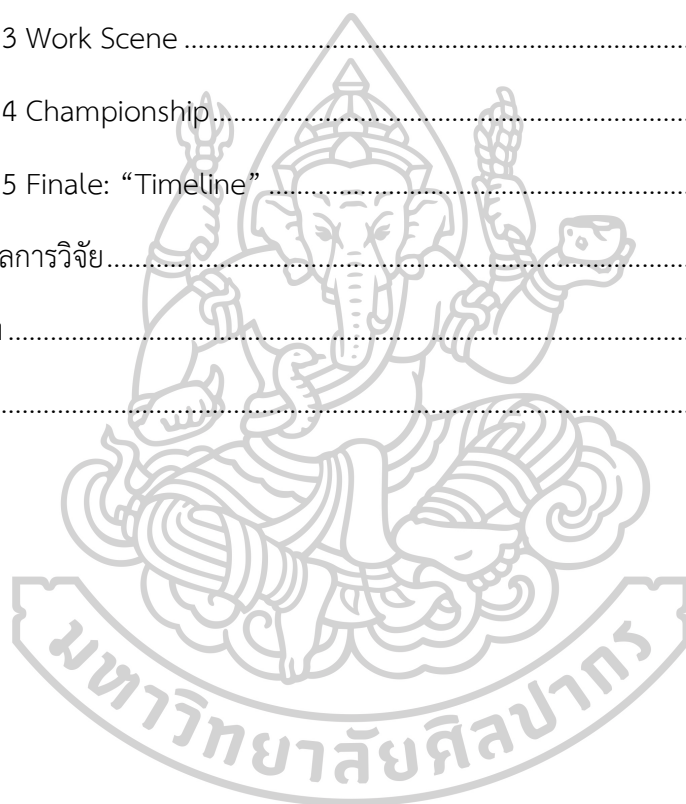 3 Work Scene ........................................................................
4 Championship....................................................................
5 Finale: “Timeline” ............................................................
ลการวิจัย...................................................................................
.................................................................................................
.................................................................................................
มหาวิทยาลัยศิลปากร